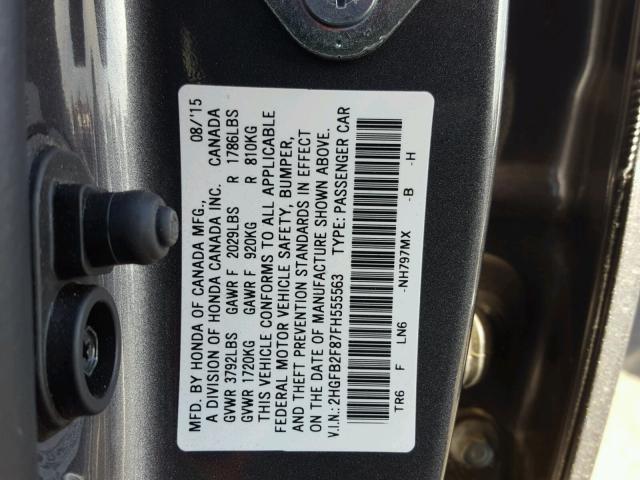 MFD. BY HONDA OF CANADA MFG., 08/'15
A DIVISION OF HONDA CANADA INC. CANADA
GVWR 3792LBS GAWR F 2029LBS R 1786LBS
GVWR 1720KG GAWR F 920KG R 810KG
THIS VEHICLE CONFORMS TO ALL APPLICABLE
FEDERAL MOTOR VEHICLE SAFETY, BUMPER,
AND THEFT PREVENTION STANDARDS IN EFFECT
ON THE DATE OF MANUFACTURE SHOWN ABOVE.
V.I.N.: 2HGFB2F87FH555563 TYPE: PASSENGER CAR
TR6 F LN6 -NH797MX -B -H